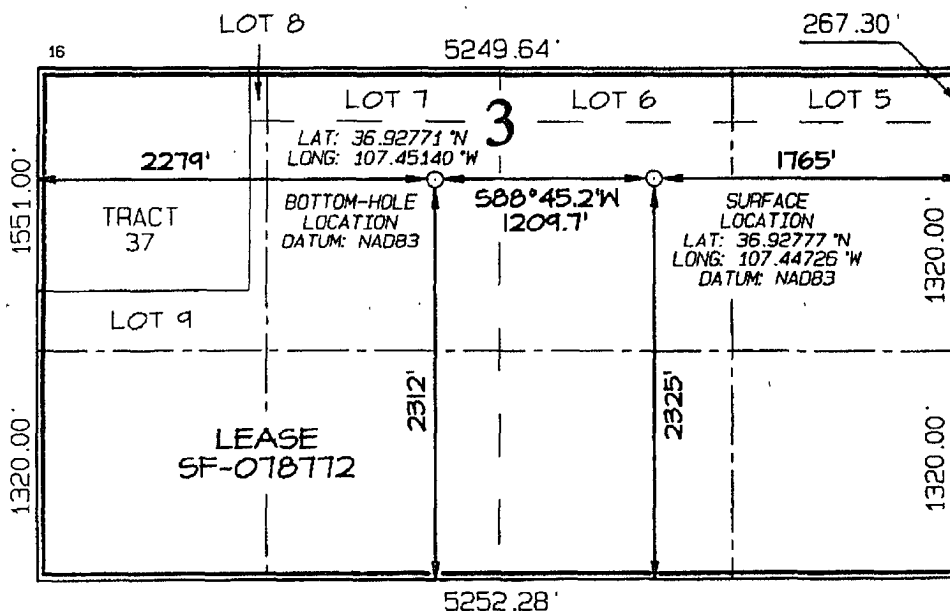 LOT 8
267.30'
16
5249.64'
LOT 7
LOT 6
LOT 5
3
LAT: 36.92771 °N
LONG: 107.45140 °W
2279'
1765'
BOTTOM-HOLE
LOCATION
DATUM: NAD83
S88°45.2'W
1209.7'
SURFACE
LOCATION
LAT: 36.92777 °N
LONG: 107.44726 °W
DATUM: NAD83
1551.00'
TRACT
37
1320.00'
LOT 9
2312'
2325'
LEASE
SF-078772
1320.00'
1320.00'
5252.28'